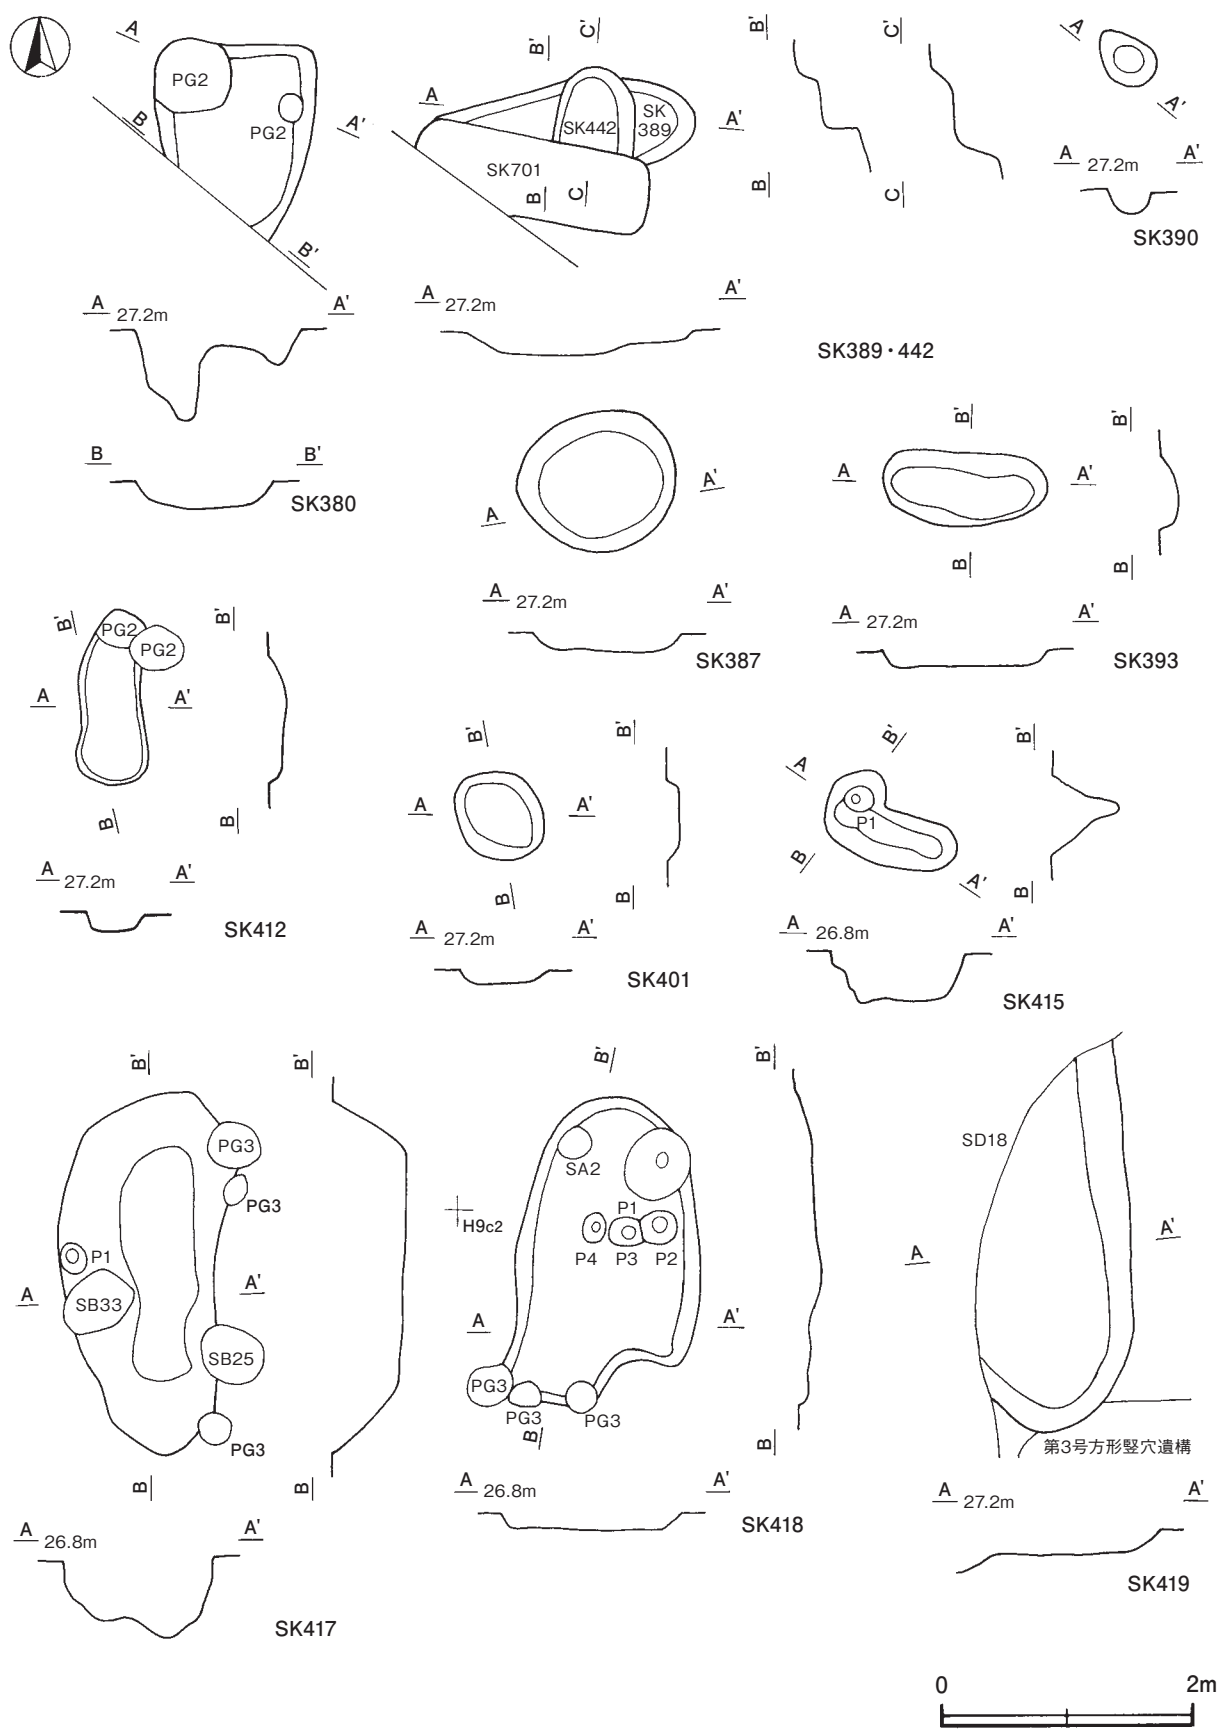 A
PG2
PG2
B
A'
B'
A 27.2m A'
B B'
SK380
B' C'
A
SK442
SK
389
A'
SK701
B C
B' C'
B C
A 27.2m A'
SK389・442
A
A'
A 27.2m A'
SK390
A
A'
A 27.2m A'
SK387
B'
A A'
B
B'
B
A 27.2m A'
SK393
B'
PG2
PG2
A A'
B
B'
B
A 27.2m A'
SK412
B'
A A'
B
B'
B
A 27.2m A'
SK401
B'
A
P1
B
A'
B'
B
A 26.8m A'
SK415
B'
PG3
PG3
P1
A A'
SB33
SB25
PG3
B
B'
B
A 26.8m A'
SK417
B'
SA2
P1
H9c2
P4 P3 P2
A A'
PG3
PG3 PG3
B
B'
B
A 26.8m A'
SK418
SD18
A A'
第3号方形竪穴遺構
A 27.2m A'
SK419
0 2m